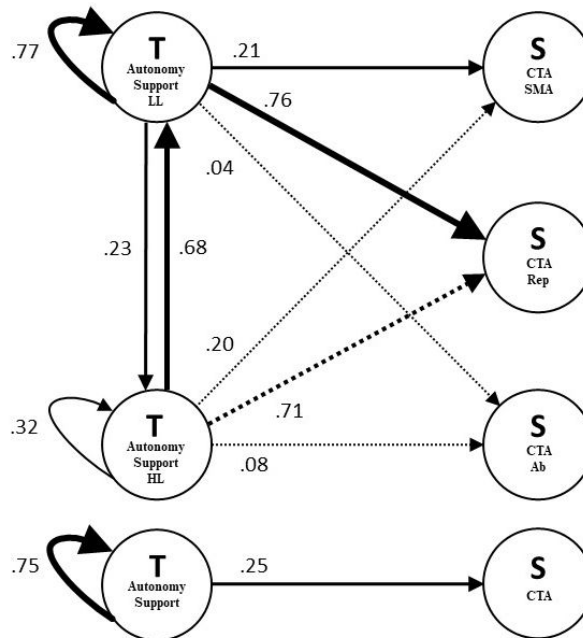 .77
T
Autonomy
Support
LL
.21
S
CTA
SMA
.76
.04
.23
.68
S
CTA
Rep
.20
.71
.32
T
Autonomy
Support
HL
.08
S
CTA
Ab
.75
T
Autonomy
Support
.25
S
CTA